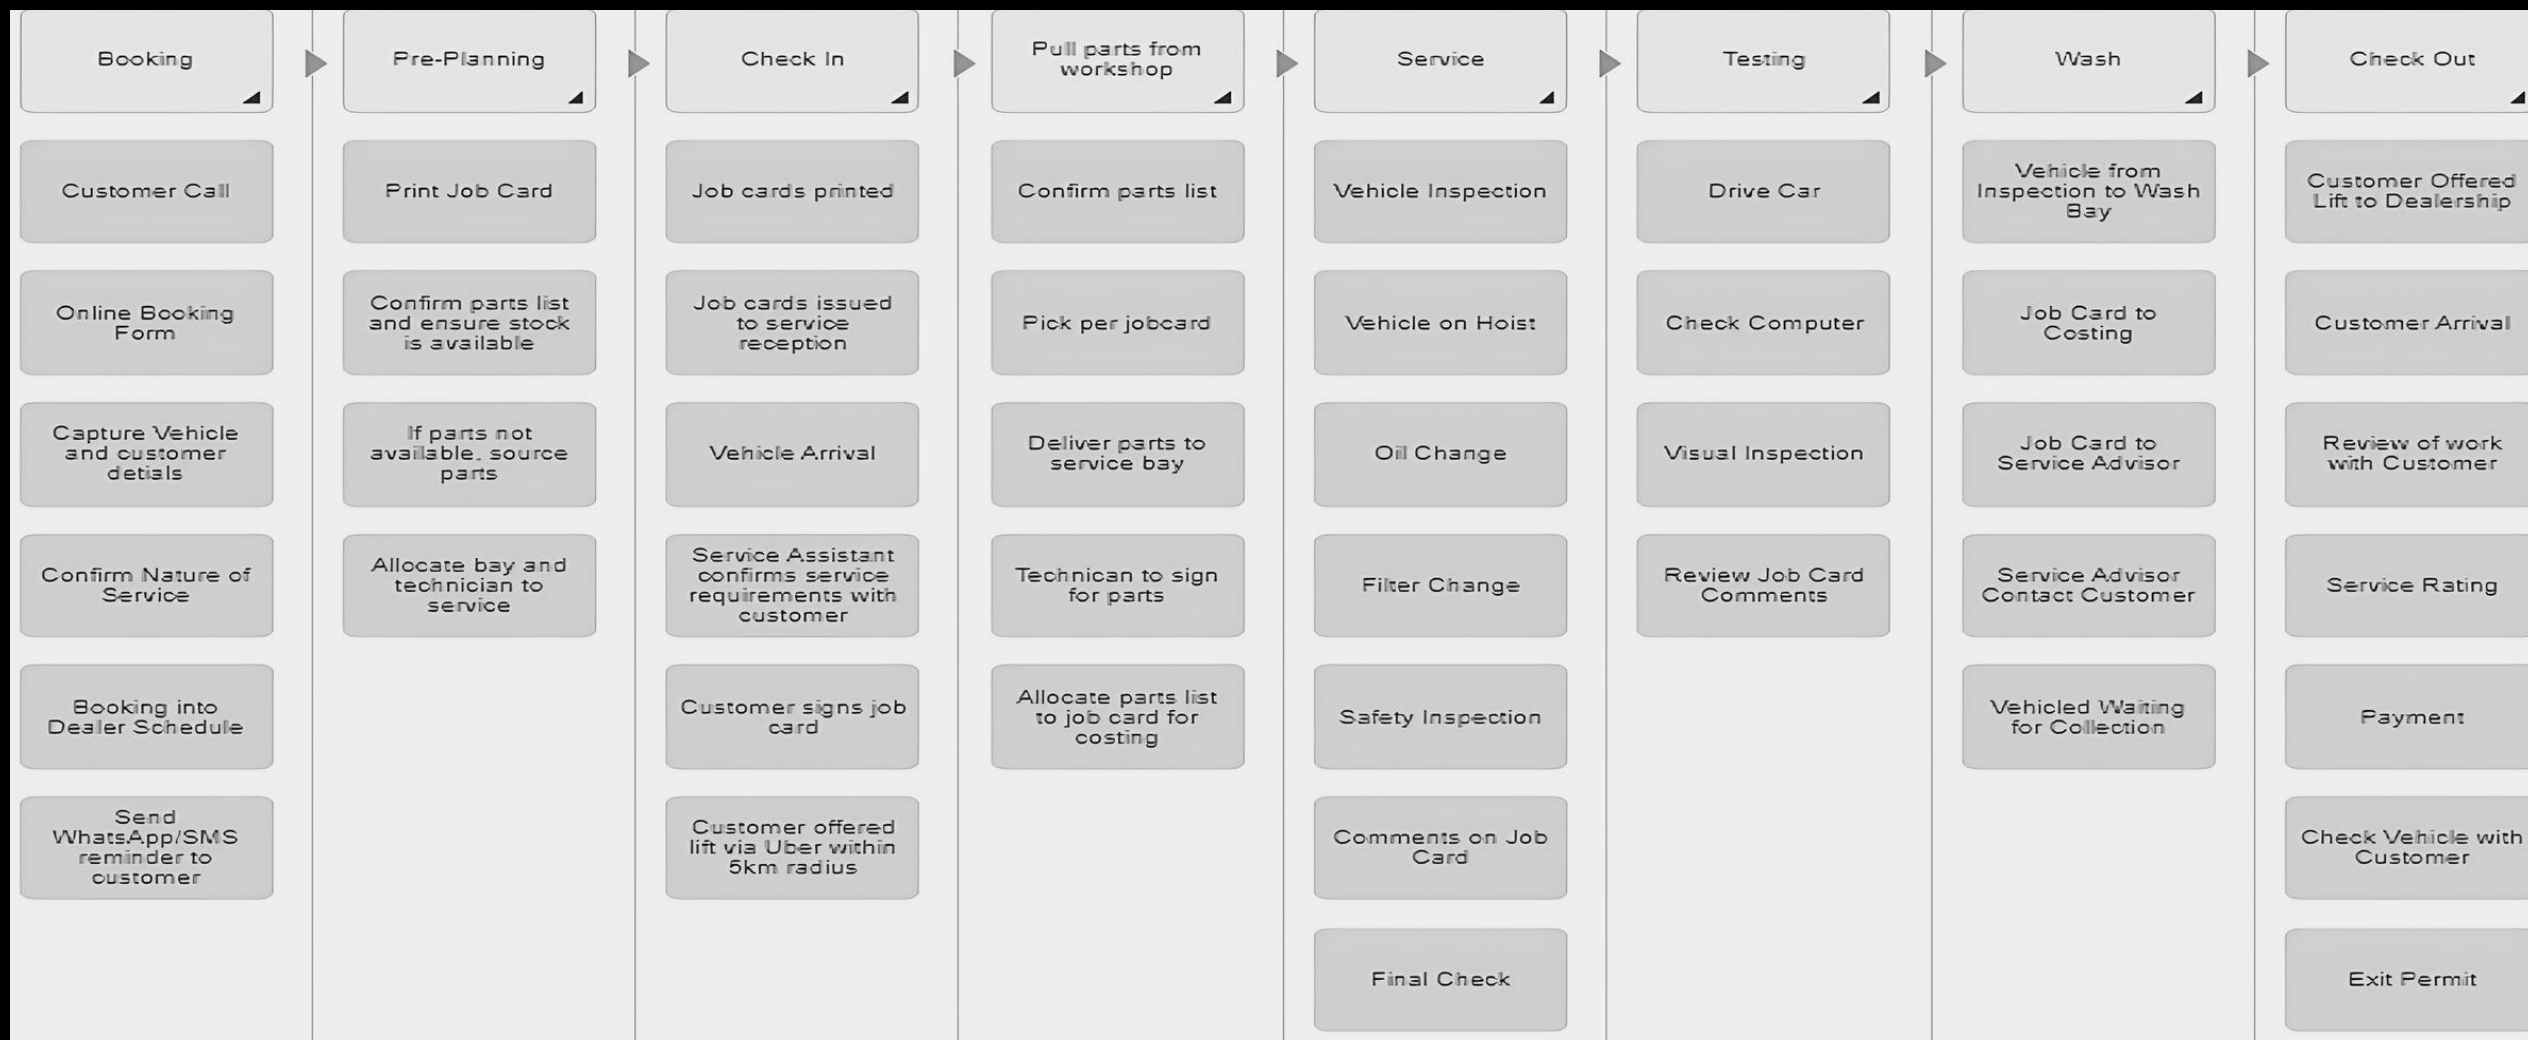 Booking
Customer Call
Online Booking
Form
Capture Vehicle
and customer
detials
Confirm Nature of
Service
Booking into
Dealer Schedule
Send
WhatsApp/SMS
reminder to
customer
Pre-Planning
Print Job Card
Confirm parts list
and ensure stock
is available
If parts not
available, source
parts
Allocate bay and
technician to
service
Check In
Job cards printed
Job cards issued
to service
reception
Vehicle Arrival
Service Assistant
confirms service
requirements with
customer
Customer signs job
card
Customer offered
lift via Uber within
5km radius
Pull parts from
workshop
Confirm parts list
Pick per jobcard
Deliver parts to
service bay
Technican to sign
for parts
Allocate parts list
to job card for
costing
Service
Vehicle Inspection
Vehicle on Hoist
Oil Change
Filter Change
Safety Inspection
Comments on Job
Card
Final Check
Testing
Drive Car
Check Computer
Visual Inspection
Review Job Card
Comments
Wash
Vehicle from
Inspection to Wash
Bay
Job Card to
Costing
Job Card to
Service Advisor
Service Advisor
Contact Customer
Vehicled Waiting
for Collection
Check Out
Customer Offered
Lift to Dealership
Customer Arrival
Review of work
with Customer
Service Rating
Payment
Check Vehicle with
Customer
Exit Permit